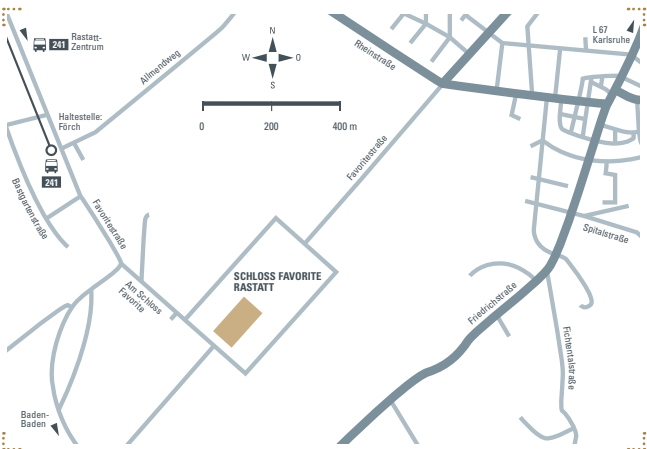 241
Rastatt-
Zentrum
Allmendweg
N
W
O
S
0
200
400 m
Rheinstraße
L 67
Karlsruhe
Haltestelle:
Förch
241
Bastgartenstraße
Favoritestraße
Favoritestraße
Am Schloss
Favorite
SCHLOSS FAVORITE
RASTATT
Spitalstraße
Friedrichstraße
Fichtentalstraße
Baden-
Baden